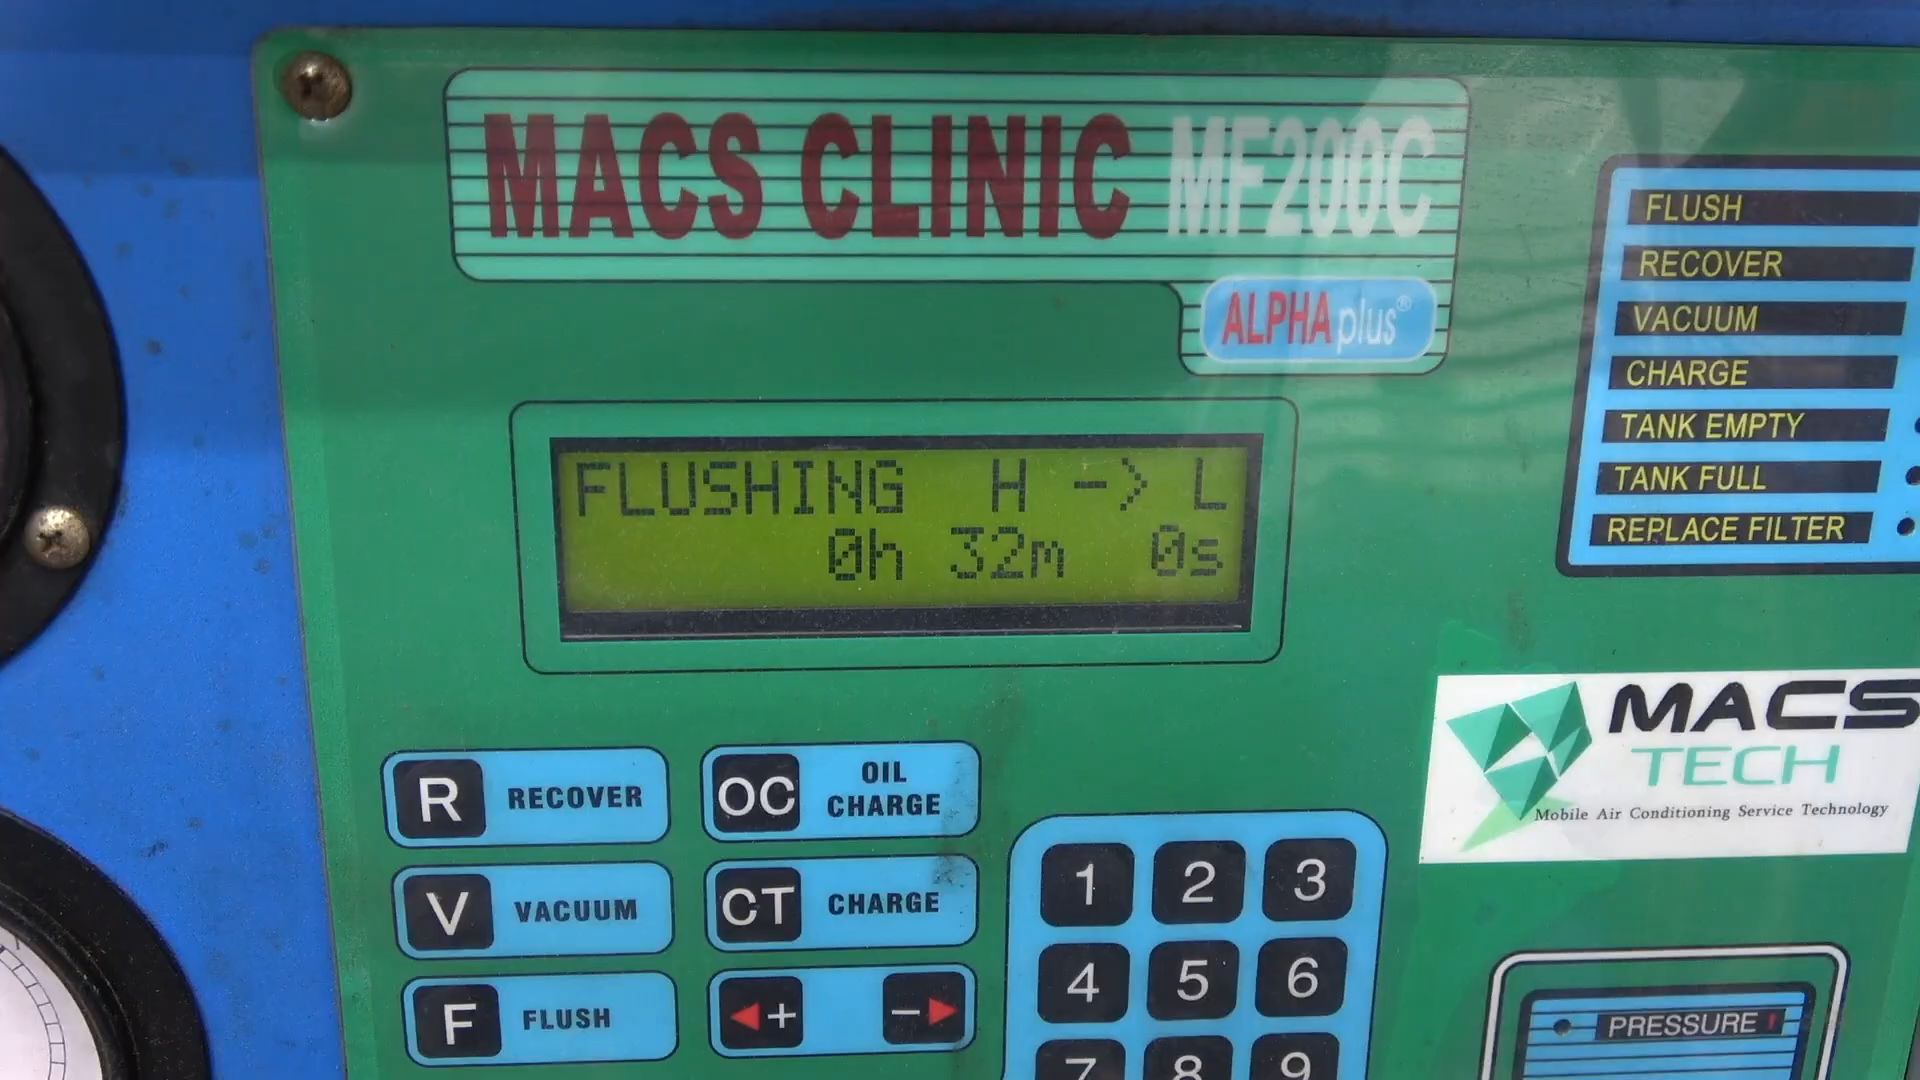 MACS CLINIC MF200C
ALPHA plus®
FLUSH
RECOVER
VACUUM
CHARGE
TANK EMPTY
TANK FULL
REPLACE FILTER
FLUSHING H -> L
0h 32m 0s
MACS
TECH
Mobile Air Conditioning Service Technology
R RECOVER
OC OIL CHARGE
V VACUUM
CT CHARGE
F FLUSH
+ -
1 2 3
4 5 6
7 8 9
PRESSURE